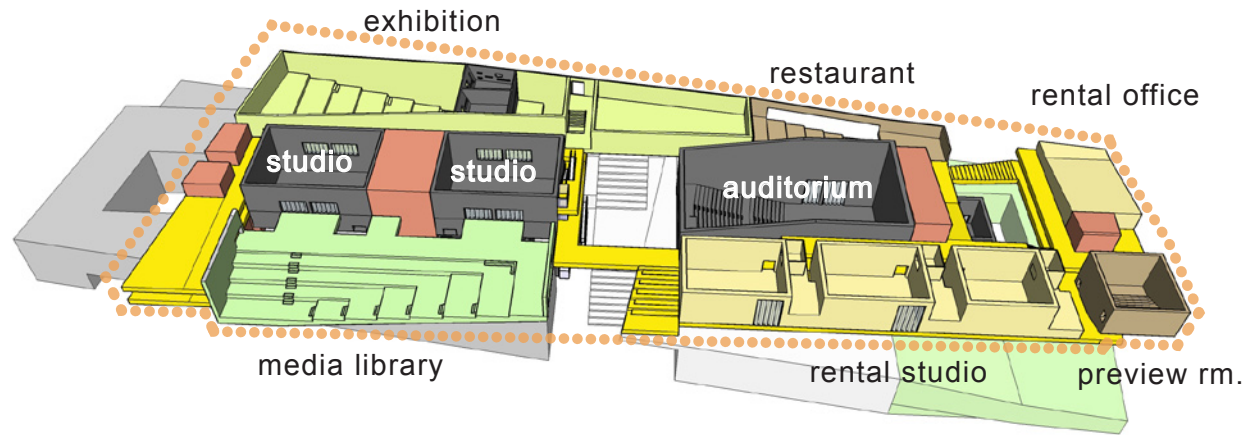 exhibition
restaurant
rental office
studio
studio
auditorium
media library
rental studio
preview rm.